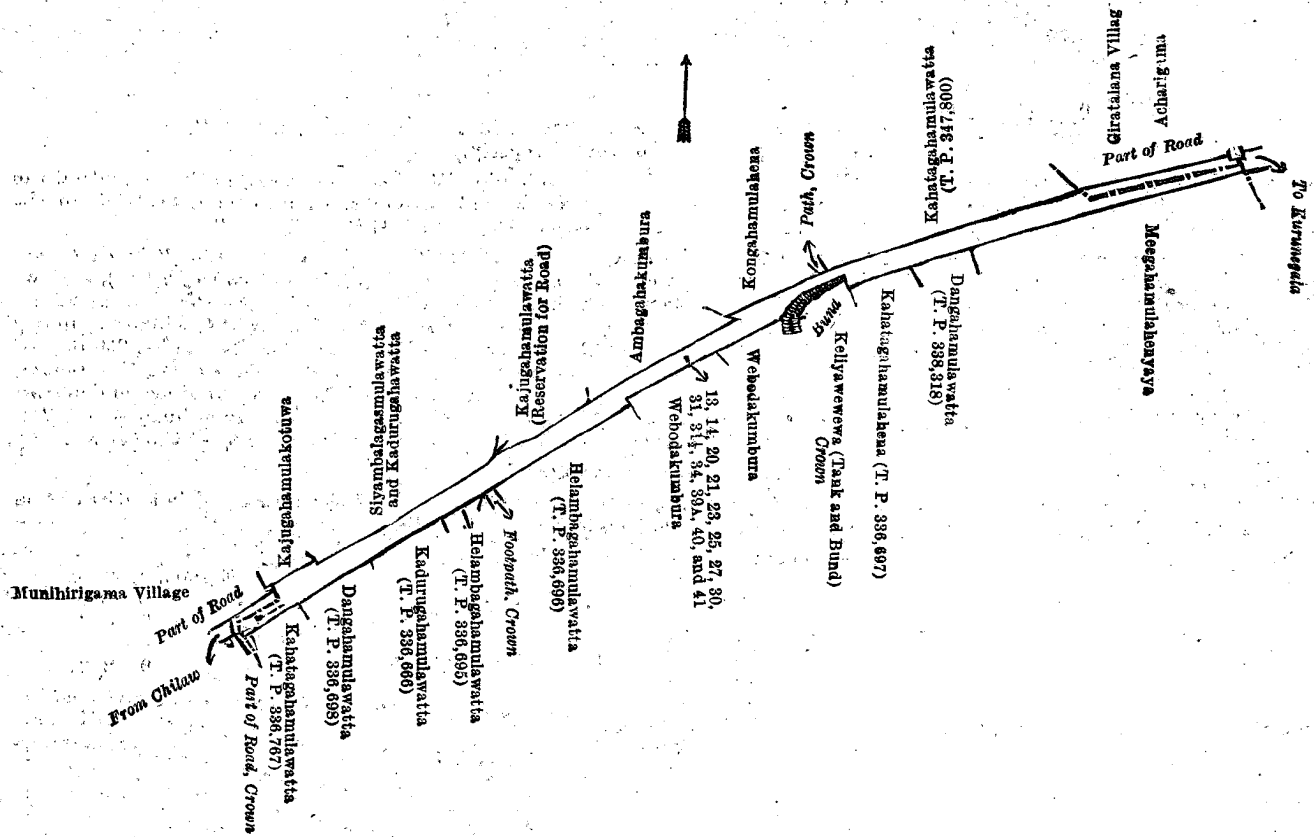 Giratalana Villag
Acharigama
Part of Road
To Kurunegala
Meegahamulahenyaya
Kahatagahamulawatta
(T. P. 347,800)
Dangahamulawatta
(T. P. 338,318)
Kahatagahamulahena (T. P. 336,697)
Path, Crown
Bund
Keliyawewewa (Tank and Bund)
Crown
Kongahamulahena
Webodakumbura
13, 14, 20, 21, 23, 25, 27, 30,
31, 31½, 34, 39A, 40, and 41
Webodakumbura
Ambagahakumbura
Kajugahamulawatta
(Reservation for Road)
Helambagahamulawatta
(T. P. 336,696)
Footpath, Crown
Helambagahamulawatta
(T. P. 336,695)
Siyambalagasmulawatta
and Kadurugahawatta
Kadurugahamulawatta
(T. P. 336,666)
Kajugahamulakotuwa
Dangahamulawatta
(T. P. 336,698)
Munihirigama Village
Part of Road
Kahatagahamulawatta
(T. P. 336,767)
Part of Road, Crown
From Chilaw